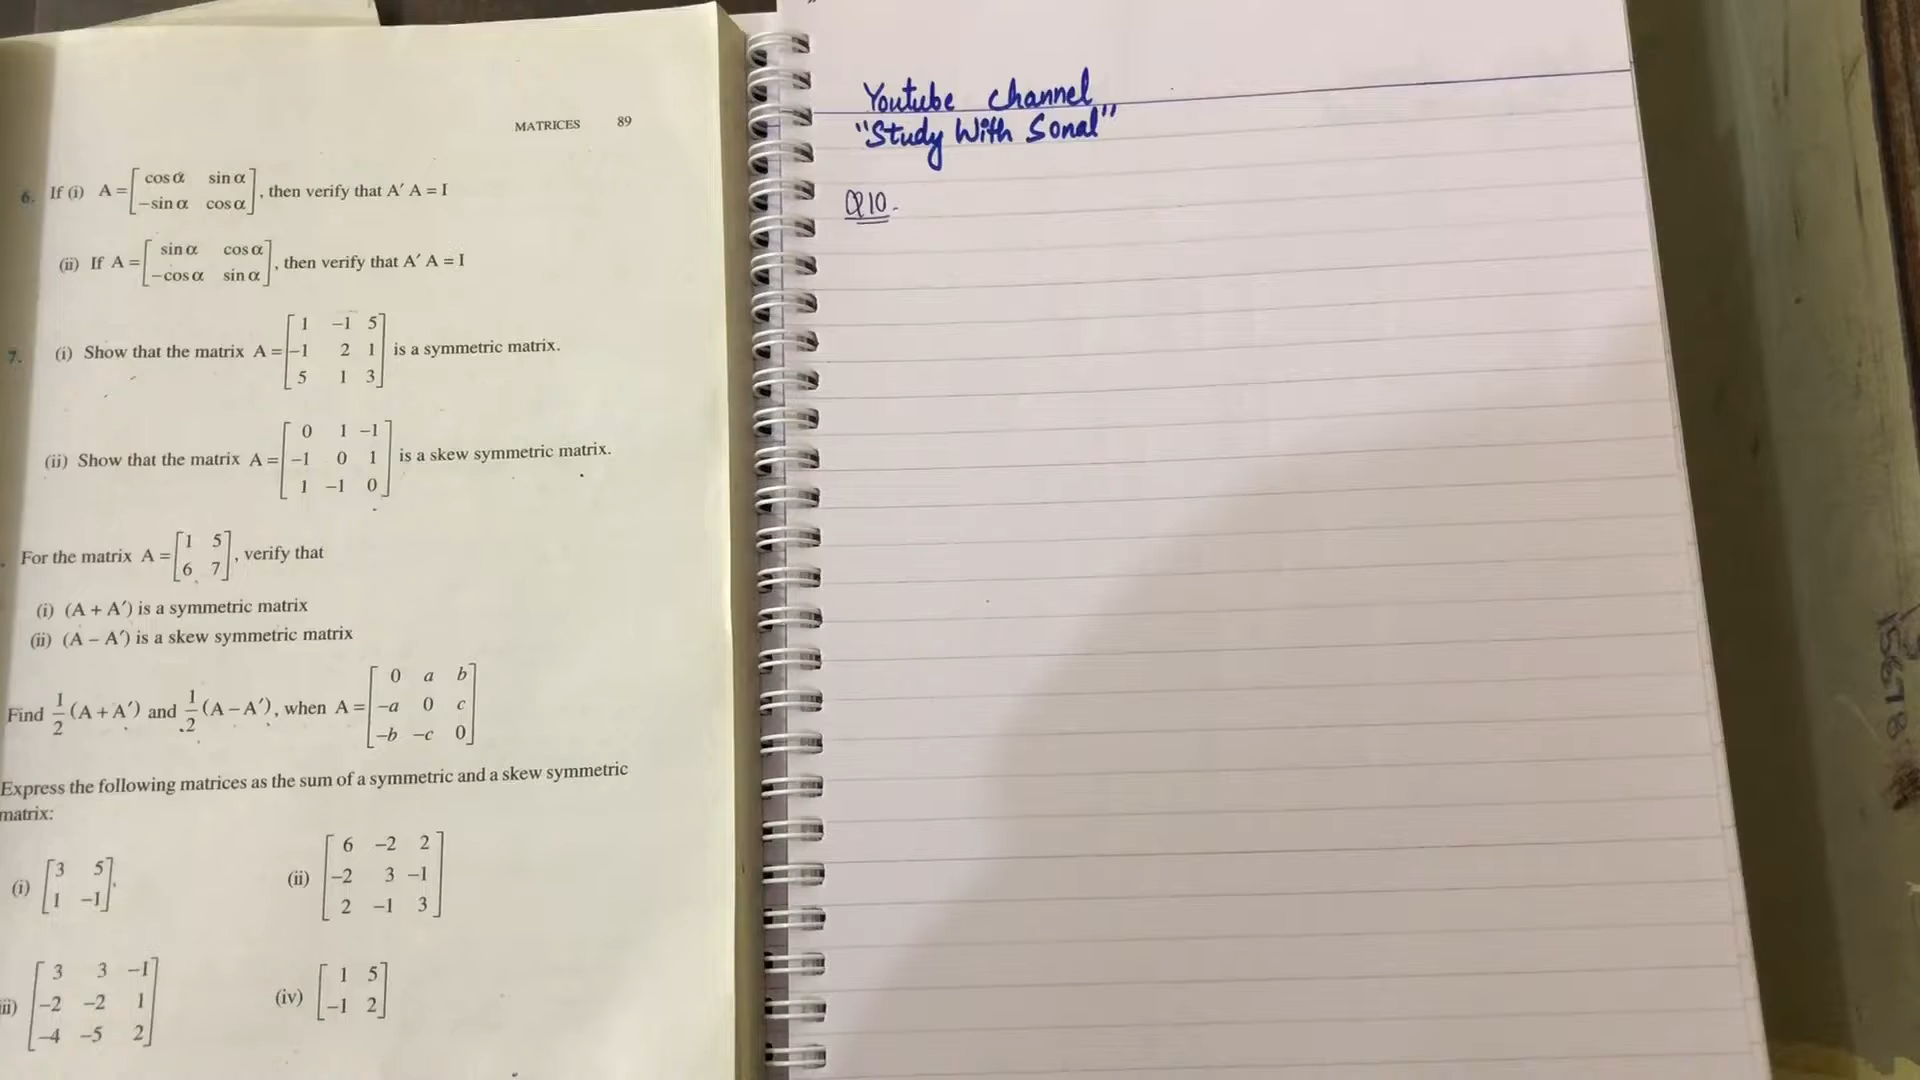 MATRICES 89
6. If (i) A = [cos α sin α; −sin α cos α], then verify that A′ A = I
(ii) If A = [sin α cos α; −cos α sin α], then verify that A′ A = I
7. (i) Show that the matrix A = [1 −1 5; −1 2 1; 5 1 3] is a symmetric matrix.
(ii) Show that the matrix A = [0 1 −1; −1 0 1; 1 −1 0] is a skew symmetric matrix.
. For the matrix A = [1 5; 6 7], verify that
(i) (A + A′) is a symmetric matrix
(ii) (A − A′) is a skew symmetric matrix
Find 1/2 (A + A′) and 1/2 (A − A′), when A = [0 a b; −a 0 c; −b −c 0]
Express the following matrices as the sum of a symmetric and a skew symmetric
matrix:
(i) [3 5; 1 −1] (ii) [6 −2 2; −2 3 −1; 2 −1 3]
ii) [3 3 −1; −2 −2 1; −4 −5 2] (iv) [1 5; −1 2]
Youtube channel
"Study With Sonal"
Q10.